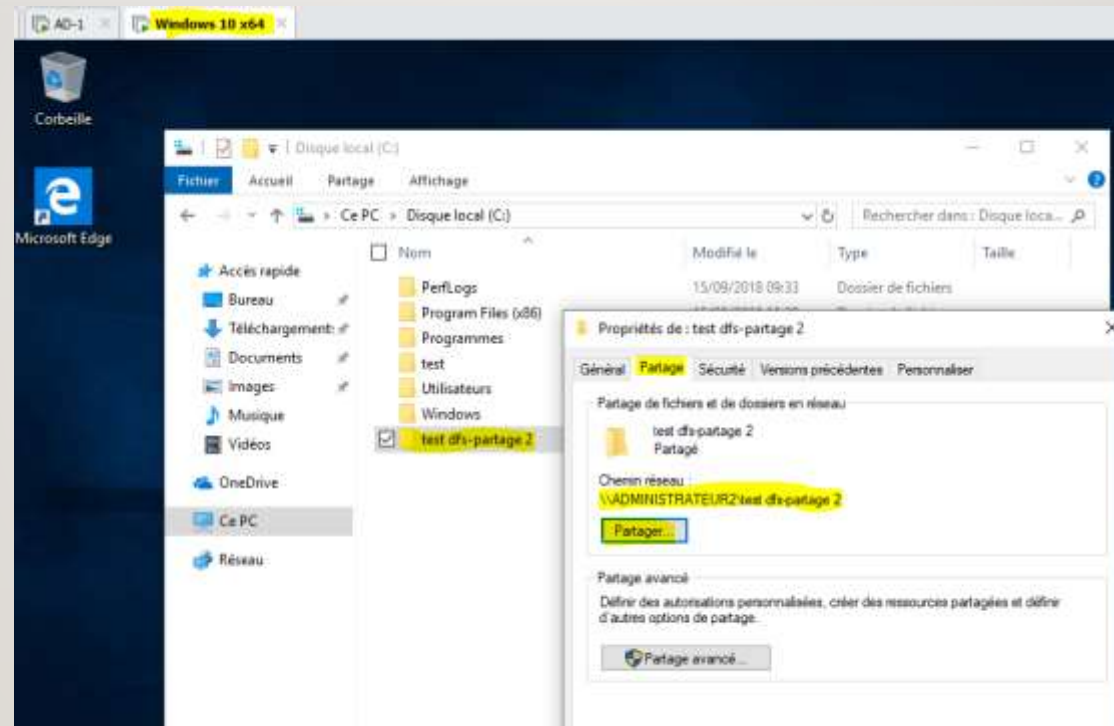 AD-1
Windows 10 x64
Corbeille
Microsoft Edge
Disque local (C:)
Fichier Accueil Partage Affichage
Ce PC > Disque local (C:)
Rechercher dans : Disque loca...
Nom Modifié le Type Taille
Accès rapide
Bureau
Téléchargement:
Documents
Images
Musique
Vidéos
OneDrive
Ce PC
Réseau
PerfLogs 15/09/2018 09:33 Dossier de fichiers
Program Files (x86)
Programmes
test
Utilisateurs
Windows
test dfs-partage 2
Propriétés de : test dfs-partage 2
Général Partage Sécurité Versions précédentes Personnaliser
Partage de fichiers et de dossiers en réseau
test dfs-partage 2
Partagé
Chemin réseau :
\\ADMINISTRATEUR2\test dfs-partage 2
Partager...
Partage avancé
Définir des autorisations personnalisées, créer des ressources partagées et définir
d'autres options de partage.
Partage avancé...